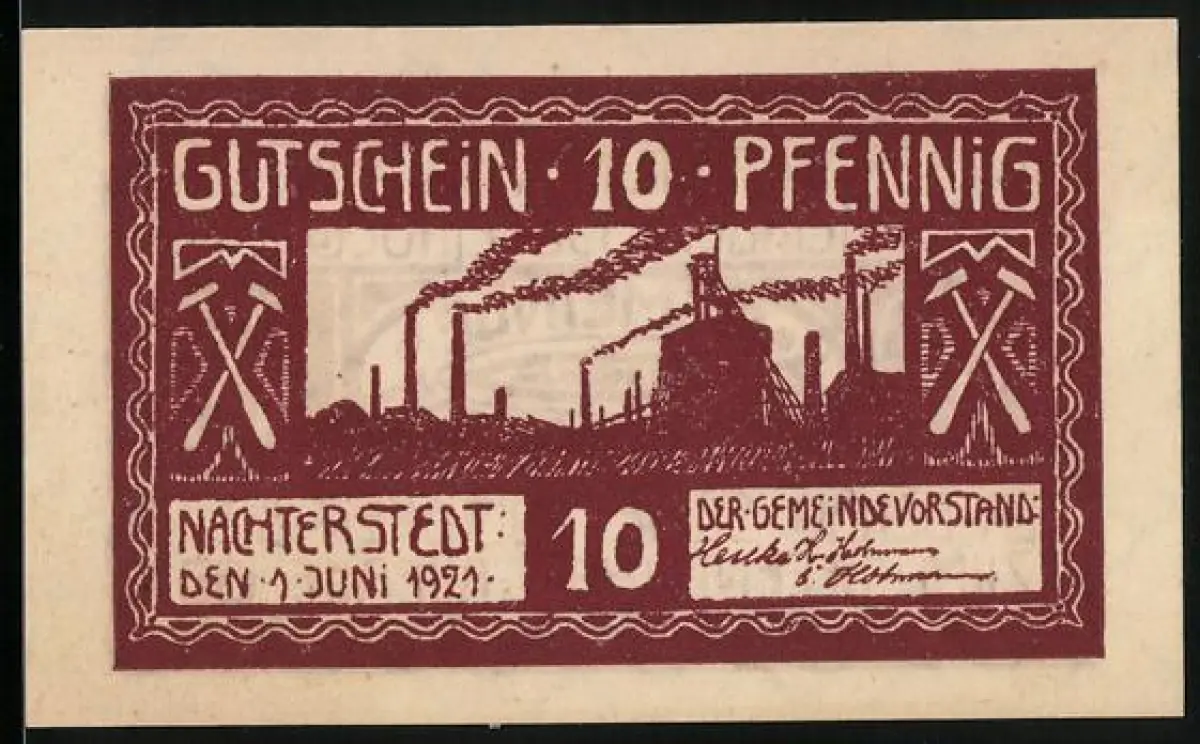 GUTSCHEiN · 10 · PFENNiG
NACHTERSTEDT:
DEN · 1 · JUNi 1921 ·
10
DER · GEMEiNDEVORSTAND: